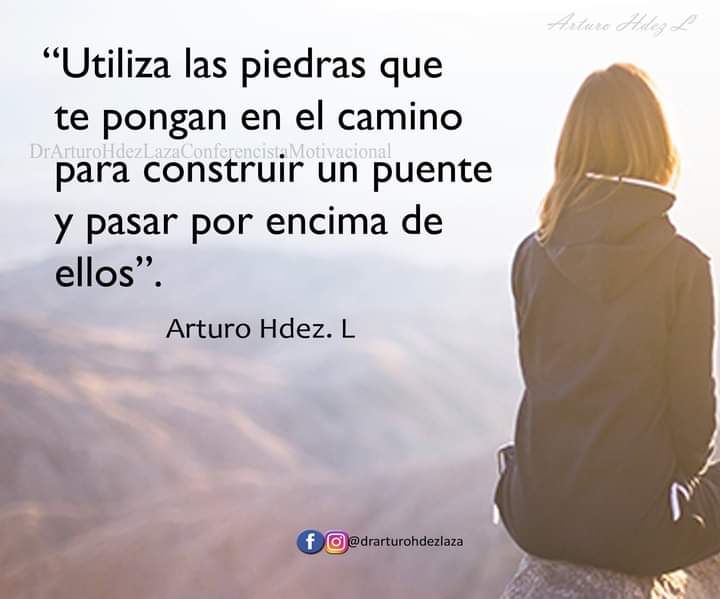 Arturo Hdez L
“Utiliza las piedras que
te pongan en el camino
DrArturoHdezLazaConferencistaMotivacional
para construir un puente
y pasar por encima de
ellos”.
Arturo Hdez. L
@drarturohdezlaza